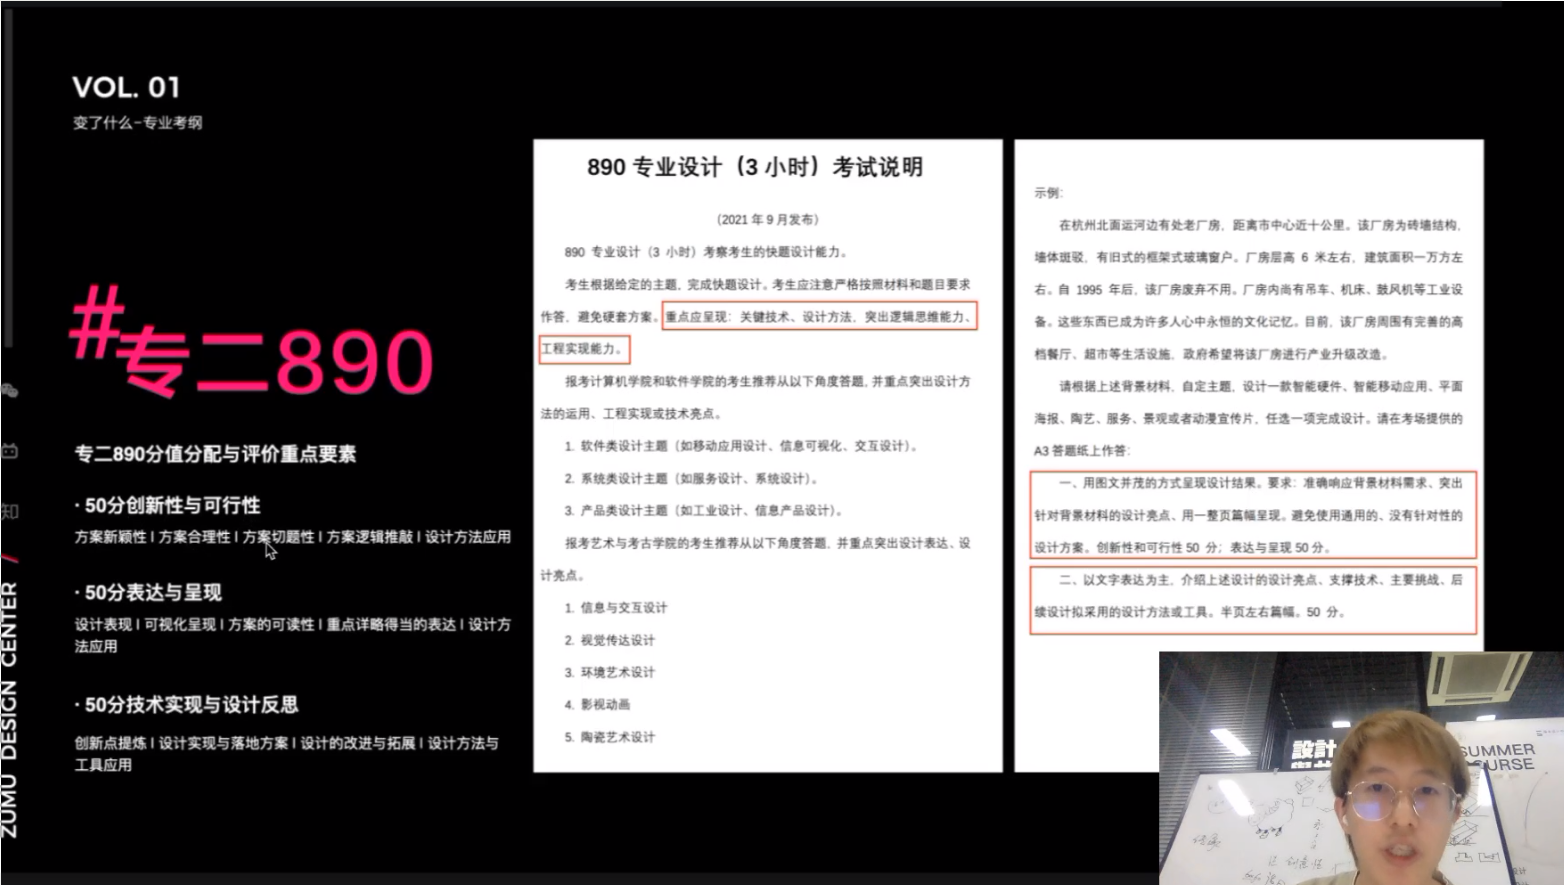 VOL. 01
变了什么-专业考纲
#专二890
专二890分值分配与评价重点要素
· 50分创新性与可行性
方案新颖性 | 方案合理性 | 方案切题性 | 方案逻辑推敲 | 设计方法应用
· 50分表达与呈现
设计表现 | 可视化呈现 | 方案的可读性 | 重点详略得当的表达 | 设计方
法应用
· 50分技术实现与设计反思
创新点提炼 | 设计实现与落地方案 | 设计的改进与拓展 | 设计方法与
工具应用
知
ZUMU DESIGN CENTER /
890 专业设计（3 小时）考试说明
（2021 年 9 月发布）
890 专业设计（3 小时）考察考生的快题设计能力。
考生根据给定的主题，完成快题设计。考生应注意严格按照材料和题目要求
作答，避免硬套方案。重点应呈现：关键技术、设计方法，突出逻辑思维能力、
工程实现能力。
报考计算机学院和软件学院的考生推荐从以下角度答题，并重点突出设计方
法的运用、工程实现或技术亮点。
1. 软件类设计主题（如移动应用设计、信息可视化、交互设计）。
2. 系统类设计主题（如服务设计、系统设计）。
3. 产品类设计主题（如工业设计、信息产品设计）。
报考艺术与考古学院的考生推荐从以下角度答题，并重点突出设计表达、设
计亮点。
1. 信息与交互设计
2. 视觉传达设计
3. 环境艺术设计
4. 影视动画
5. 陶瓷艺术设计
示例：
在杭州北面运河边有处老厂房，距离市中心近十公里。该厂房为砖墙结构，
墙体斑驳，有旧式的框架式玻璃窗户。厂房层高 6 米左右，建筑面积一万方左
右。自 1995 年后，该厂房废弃不用。厂房内尚有吊车、机床、鼓风机等工业设
备。这些东西已成为许多人心中永恒的文化记忆。目前，该厂房周围有完善的高
档餐厅、超市等生活设施，政府希望将该厂房进行产业升级改造。
请根据上述背景材料，自定主题，设计一款智能硬件、智能移动应用、平面
海报、陶艺、服务、景观或者动漫宣传片，任选一项完成设计。请在考场提供的
A3 答题纸上作答：
一、用图文并茂的方式呈现设计结果。要求：准确响应背景材料需求、突出
针对背景材料的设计亮点、用一整页篇幅呈现。避免使用通用的、没有针对性的
设计方案。创新性和可行性 50 分；表达与呈现 50 分。
二、以文字表达为主，介绍上述设计的设计亮点、支撑技术、主要挑战、后
续设计拟采用的设计方法或工具。半页左右篇幅。50 分。
設計
SUMMER
COURSE